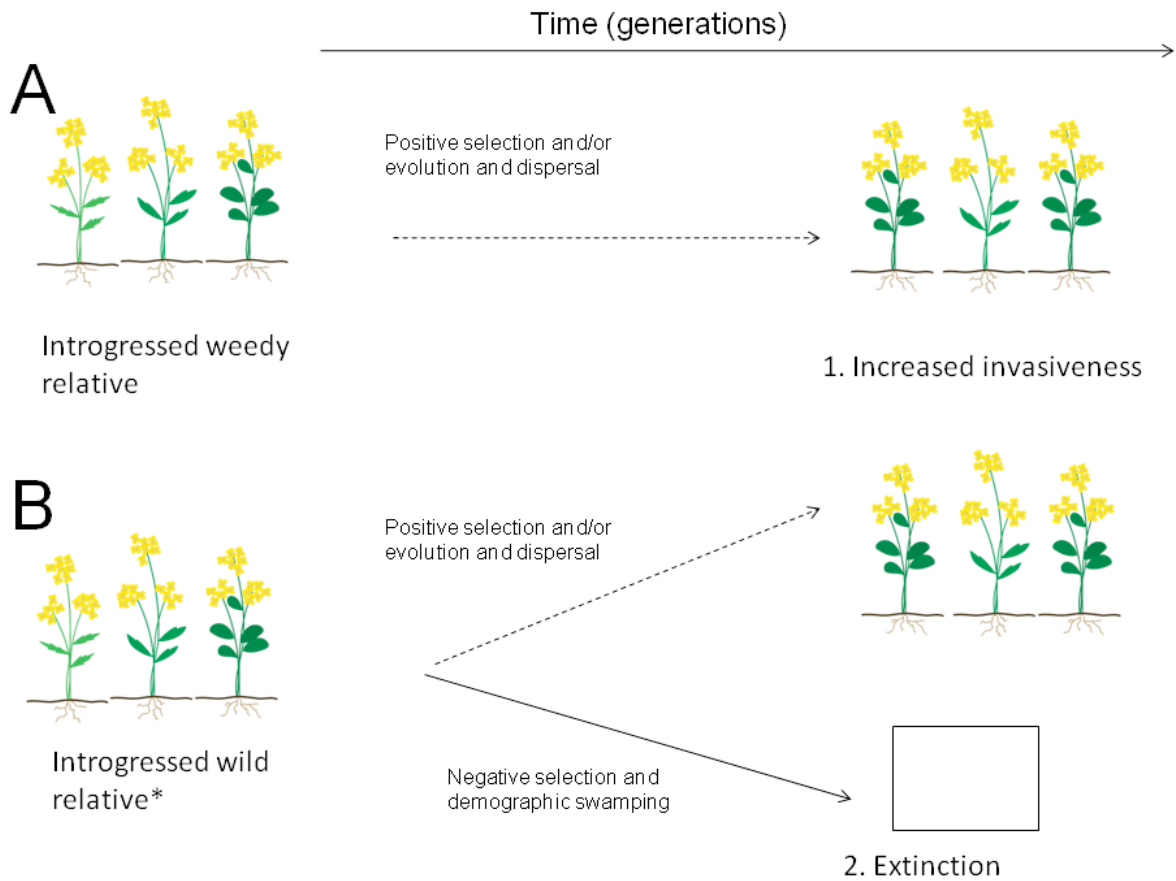 Time (generations)
A
Positive selection and/or
evolution and dispersal
Introgressed weedy
relative
1. Increased invasiveness
B
Positive selection and/or
evolution and dispersal
Introgressed wild
relative*
Negative selection and
demographic swamping
2. Extinction